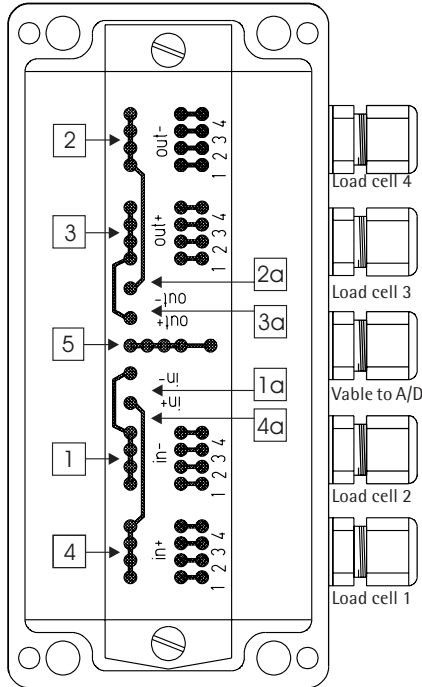 2
out-
1 2 3 4
Load cell 4
3
out+
1 2 3 4
Load cell 3
2a
out-
out+
3a
5
in-
1a
in+
4a
Vable to A/D
1
in-
1 2 3 4
Load cell 2
4
in+
1 2 3 4
Load cell 1